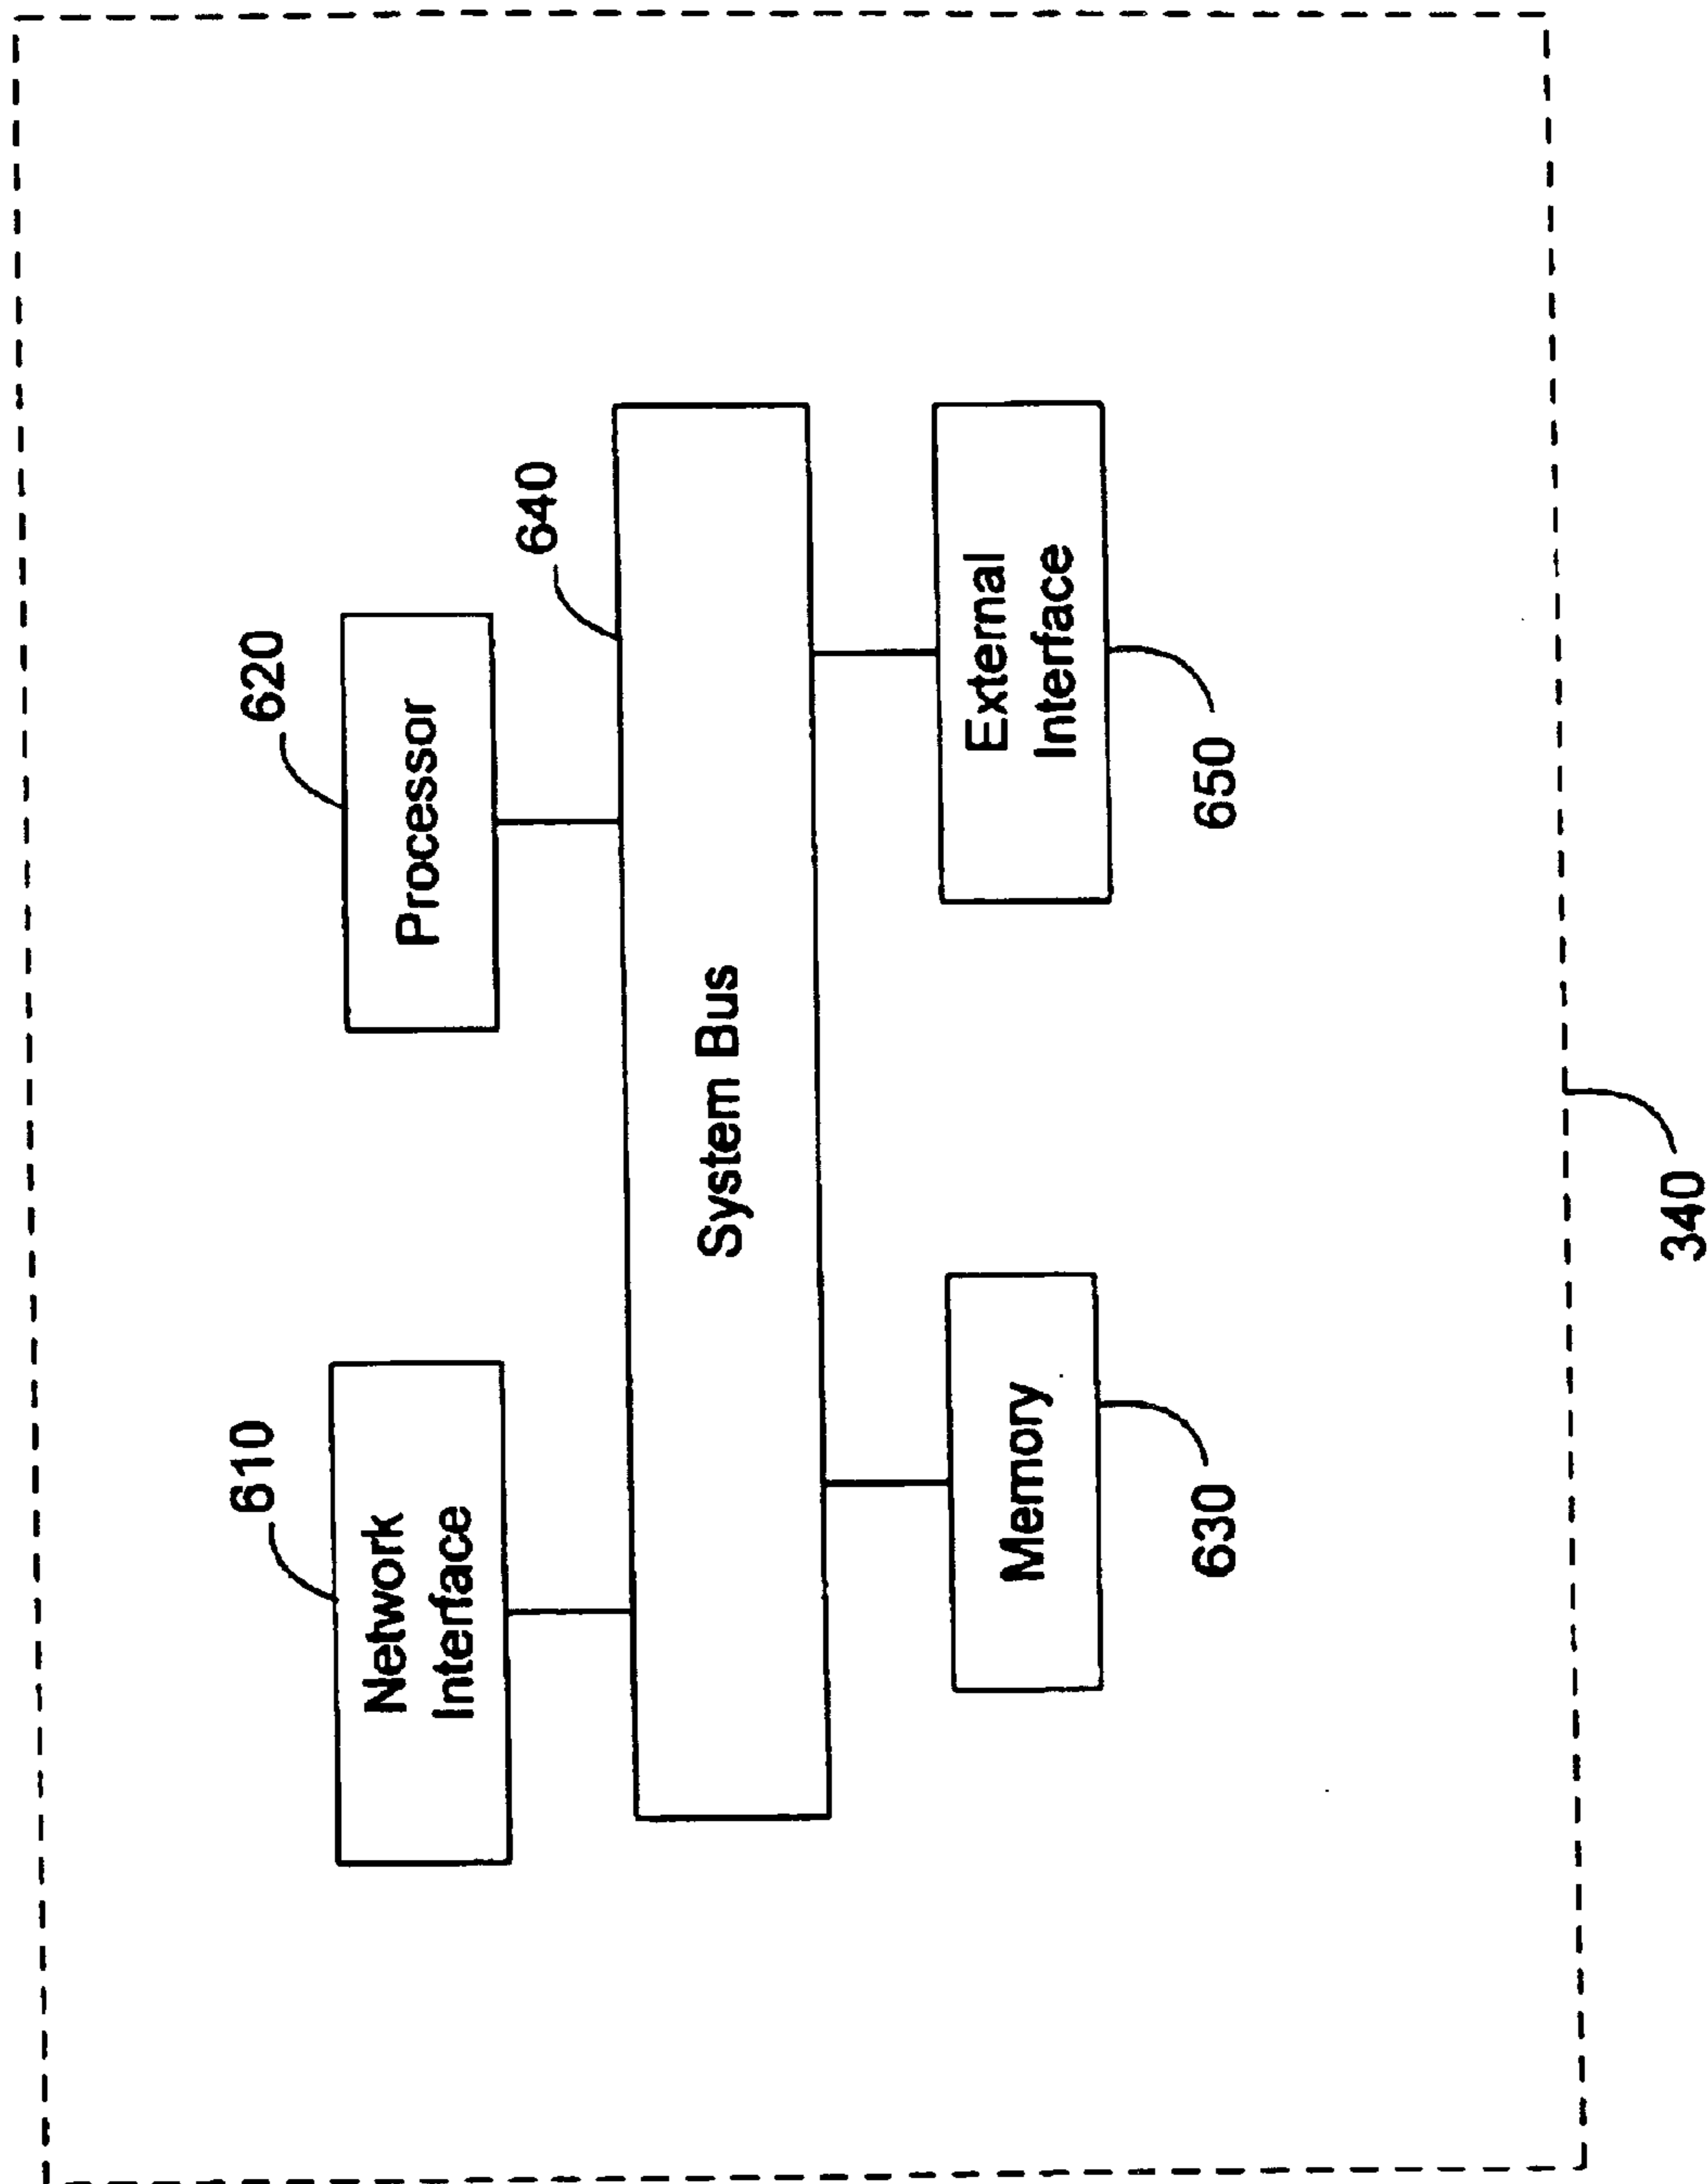 610
Network
Interface
620
Processor
640
System Bus
Memory
630
External
Interface
650
340